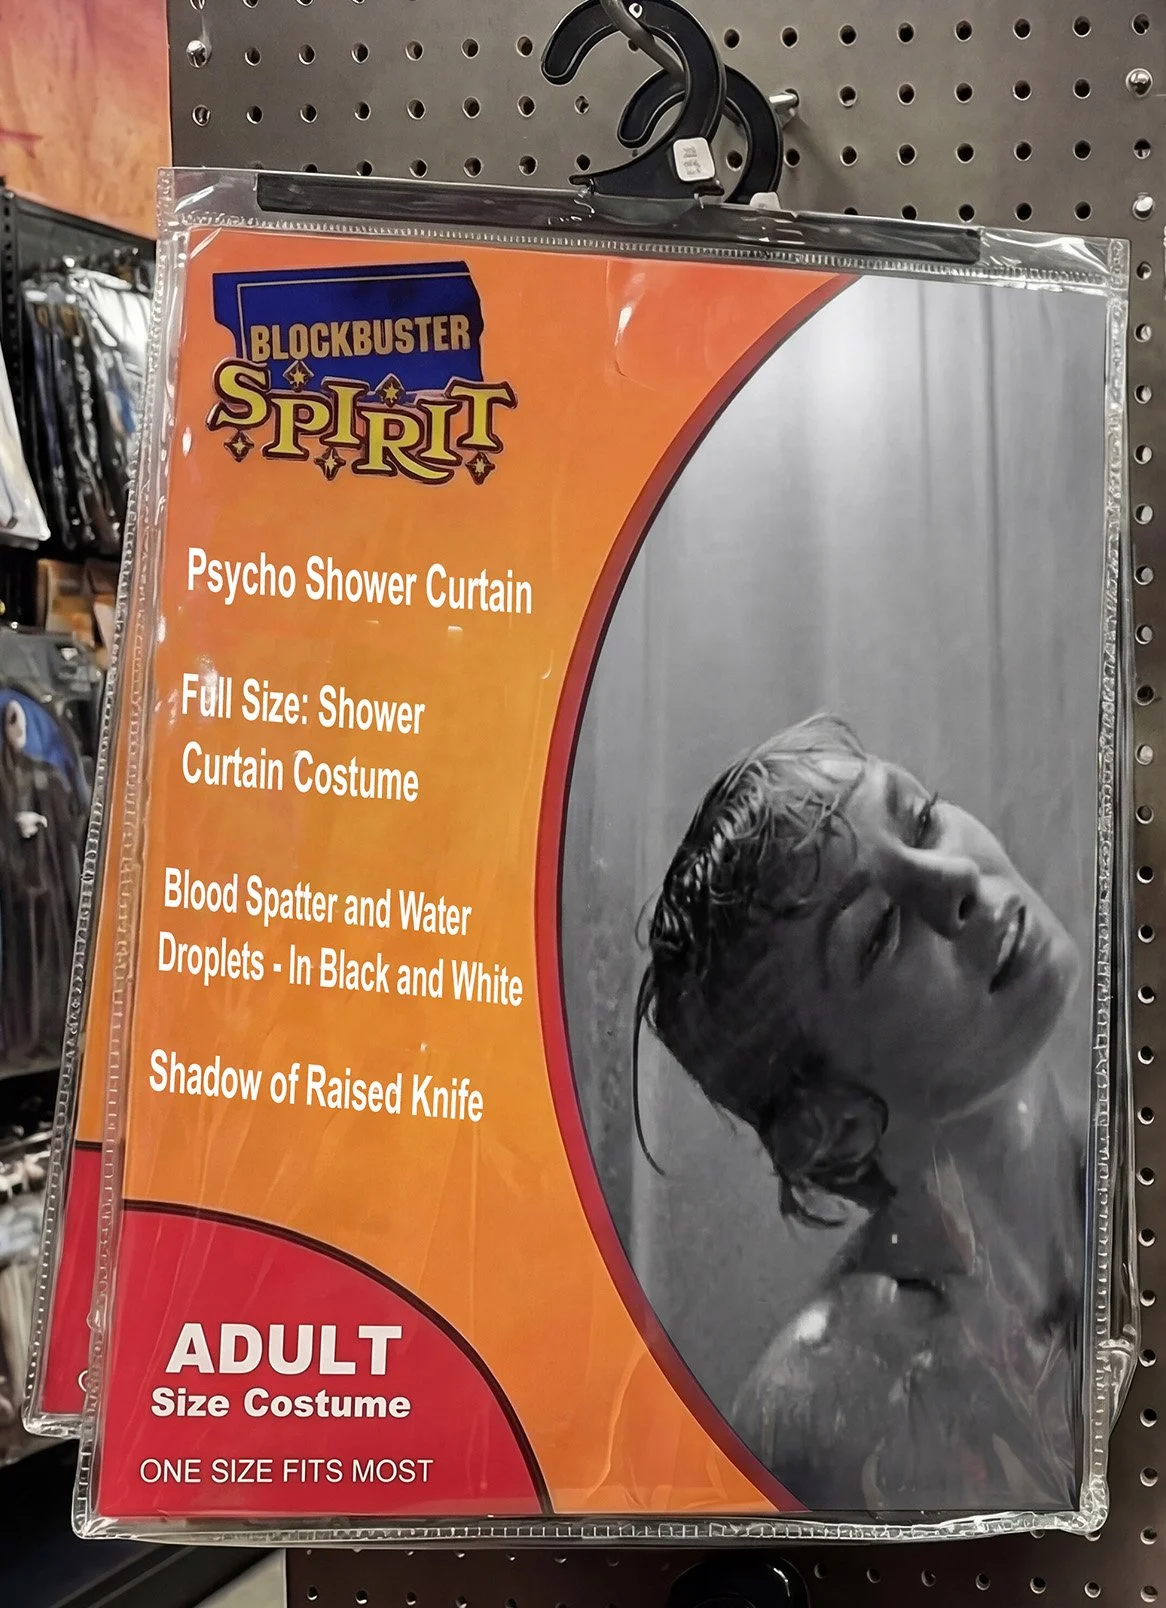 BLOCKBUSTER
SPIRIT
Psycho Shower Curtain
Full Size: Shower
Curtain Costume
Blood Spatter and Water
Droplets - In Black and White
Shadow of Raised Knife
ADULT
Size Costume
ONE SIZE FITS MOST